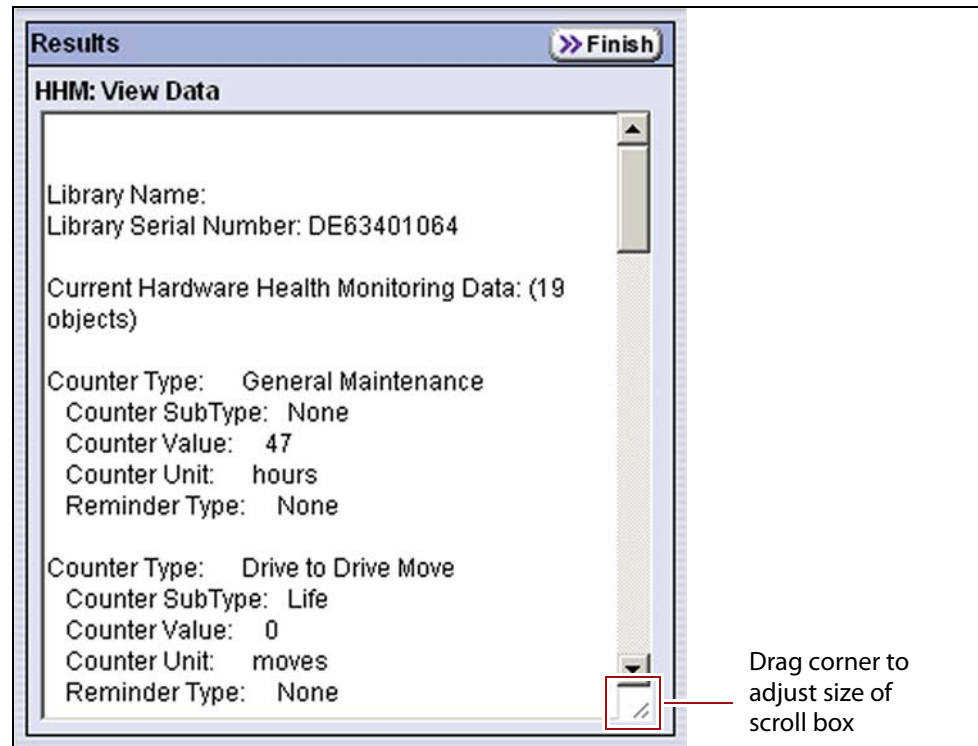 Results
>> Finish
HHM: View Data
Library Name:
Library Serial Number: DE63401064
Current Hardware Health Monitoring Data: (19
objects)
Counter Type: General Maintenance
Counter SubType: None
Counter Value: 47
Counter Unit: hours
Reminder Type: None
Counter Type: Drive to Drive Move
Counter SubType: Life
Counter Value: 0
Counter Unit: moves
Reminder Type: None
Drag corner to
adjust size of
scroll box